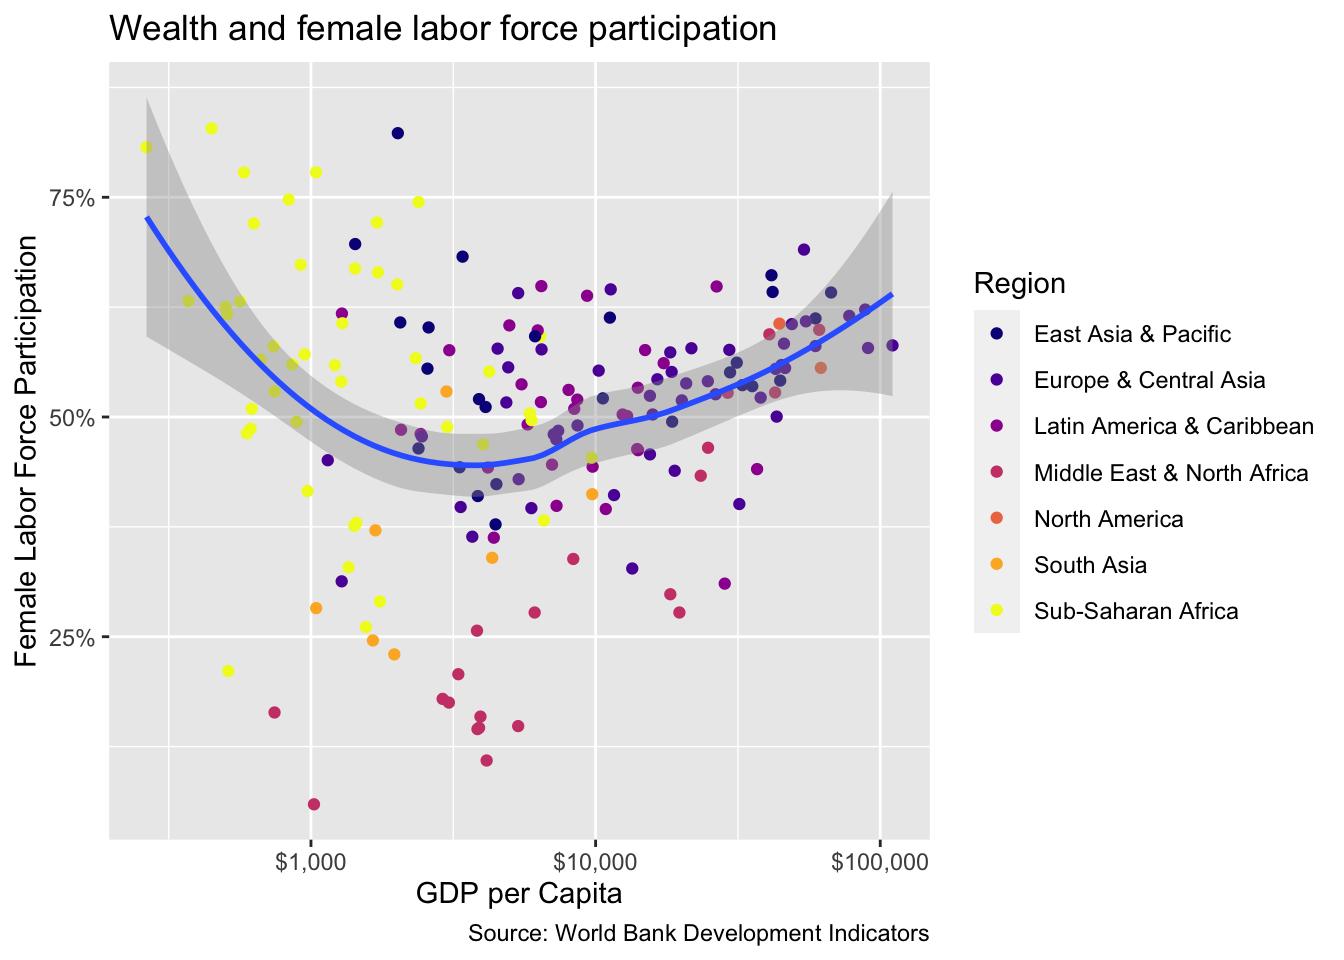 Wealth and female labor force participation
Female Labor Force Participation
75%
50%
25%
$1,000
$10,000
$100,000
GDP per Capita
Source: World Bank Development Indicators
Region
East Asia & Pacific
Europe & Central Asia
Latin America & Caribbean
Middle East & North Africa
North America
South Asia
Sub-Saharan Africa